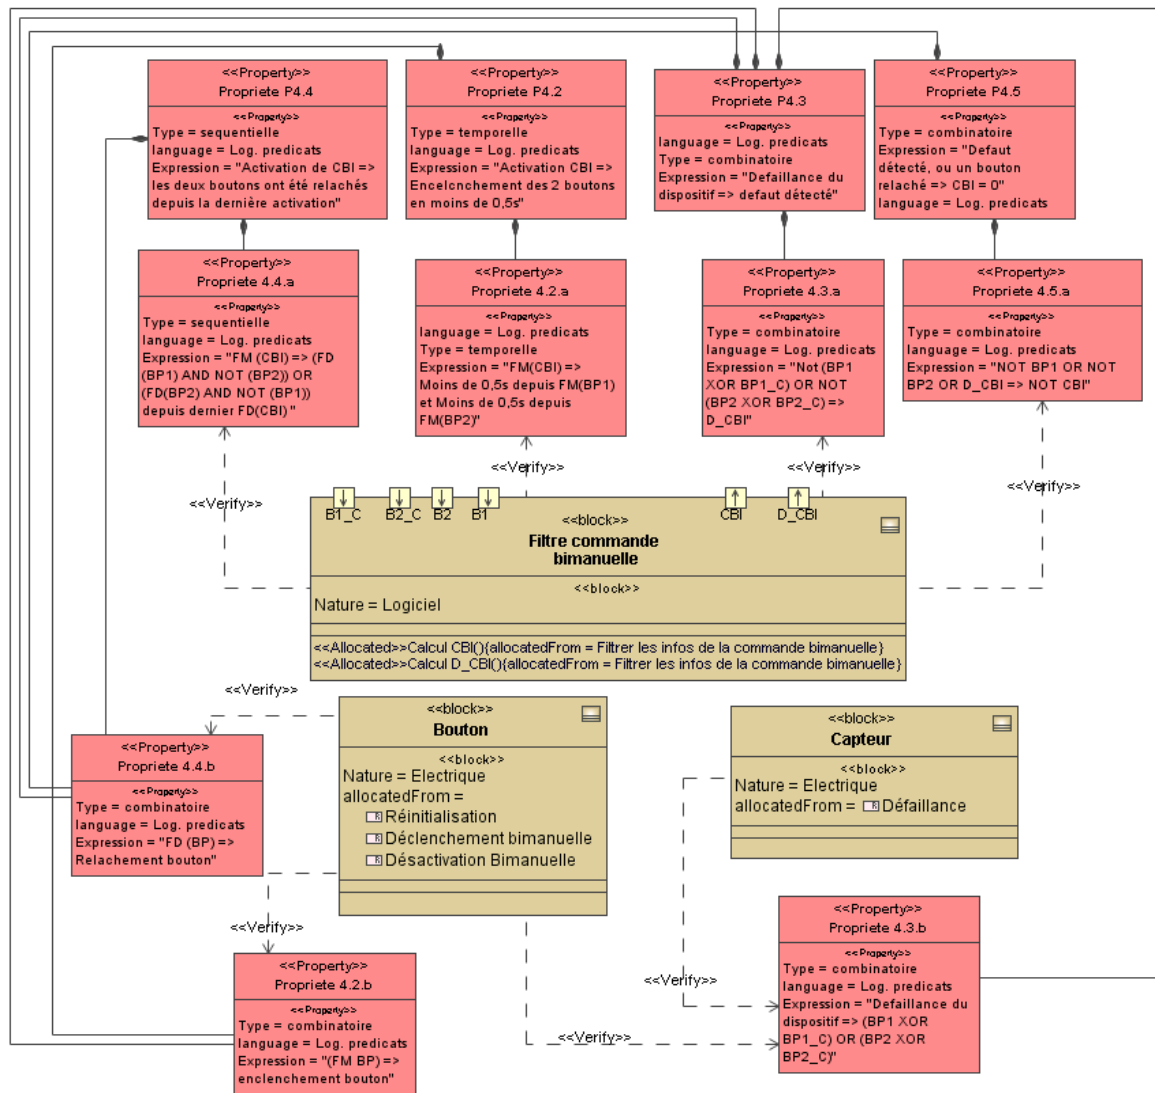 <<Property>>
Propriete P4.4
<<Property>>
Type = sequentielle
language = Log. predicats
Expression = "Activation de CBI =>
les deux boutons ont été relachés
depuis la dernière activation"
<<Property>>
Propriete P4.2
<<Property>>
Type = temporelle
language = Log. predicats
Expression = "Activation CBI =>
Encelcnchement des 2 boutons
en moins de 0,5s"
<<Property>>
Propriete P4.3
<<Property>>
language = Log. predicats
Type = combinatoire
Expression = "Defaillance du
dispositif => defaut détecté"
<<Property>>
Propriete P4.5
<<Property>>
Type = combinatoire
Expression = "Defaut
détecté, ou un bouton
relaché => CBI = 0"
language = Log. predicats
<<Property>>
Propriete 4.4.a
<<Property>>
Type = sequentielle
language = Log. predicats
Expression = "FM (CBI) => (FD
(BP1) AND NOT (BP2)) OR
(FD(BP2) AND NOT (BP1))
depuis dernier FD(CBI) "
<<Property>>
Propriete 4.2.a
<<Property>>
language = Log. predicats
Type = temporelle
Expression = "FM(CBI) =>
Moins de 0,5s depuis FM(BP1)
et Moins de 0,5s depuis
FM(BP2)"
<<Property>>
Propriete 4.3.a
<<Property>>
Type = combinatoire
language = Log. predicats
Expression = "Not (BP1
XOR BP1_C) OR NOT
(BP2 XOR BP2_C) =>
D_CBI"
<<Property>>
Propriete 4.5.a
<<Property>>
Type = combinatoire
language = Log. predicats
Expression = "NOT BP1 OR NOT
BP2 OR D_CBI => NOT CBI"
<<Verify>>
<<Verify>>
<<Verify>>
<<Verify>>
B1_C
B2_C
B2
B1
CBI
D_CBI
<<block>>
Filtre commande
bimanuelle
<<block>>
Nature = Logiciel
<<Allocated>>Calcul CBI(){allocatedFrom = Filtrer les infos de la commande bimanuelle}
<<Allocated>>Calcul D_CBI(){allocatedFrom = Filtrer les infos de la commande bimanuelle}
<<Verify>>
<<block>>
Bouton
<<block>>
Nature = Electrique
allocatedFrom =
Réinitialisation
Déclenchement bimanuelle
Désactivation Bimanuelle
<<block>>
Capteur
<<block>>
Nature = Electrique
allocatedFrom = Défaillance
<<Property>>
Propriete 4.4.b
<<Property>>
Type = combinatoire
language = Log. predicats
Expression = "FD (BP) =>
Relachement bouton"
<<Verify>>
<<Property>>
Propriete 4.2.b
<<Property>>
Type = combinatoire
language = Log. predicats
Expression = "(FM BP) =>
enclenchement bouton"
<<Verify>>
<<Verify>>
<<Property>>
Propriete 4.3.b
<<Property>>
Type = combinatoire
language = Log. predicats
Expression = "Defaillance du
dispositif => (BP1 XOR
BP1_C) OR (BP2 XOR
BP2_C)"